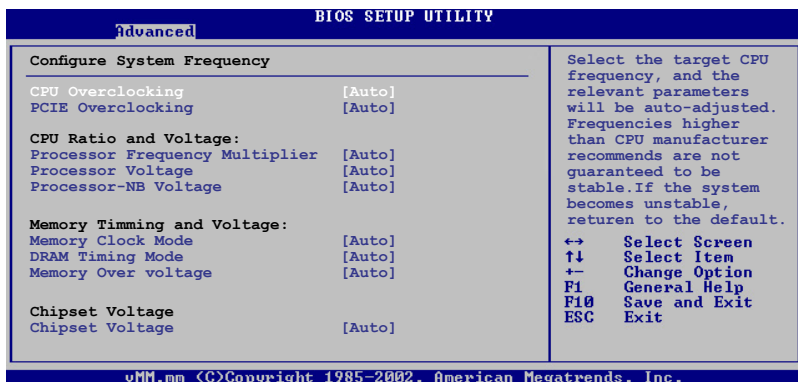 BIOS SETUP UTILITY
Advanced
Configure System Frequency
CPU Overclocking [Auto]
PCIE Overclocking [Auto]
CPU Ratio and Voltage:
Processor Frequency Multiplier [Auto]
Processor Voltage [Auto]
Processor-NB Voltage [Auto]
Memory Timming and Voltage:
Memory Clock Mode [Auto]
DRAM Timing Mode [Auto]
Memory Over voltage [Auto]
Chipset Voltage
Chipset Voltage [Auto]
Select the target CPU
frequency, and the
relevant parameters
will be auto-adjusted.
Frequencies higher
than CPU manufacturer
recommends are not
guaranteed to be
stable.If the system
becomes unstable,
returen to the default.
←→ Select Screen
↑↓ Select Item
+- Change Option
F1 General Help
F10 Save and Exit
ESC Exit
vMM.mm (C)Copyright 1985-2002, American Megatrends, Inc.